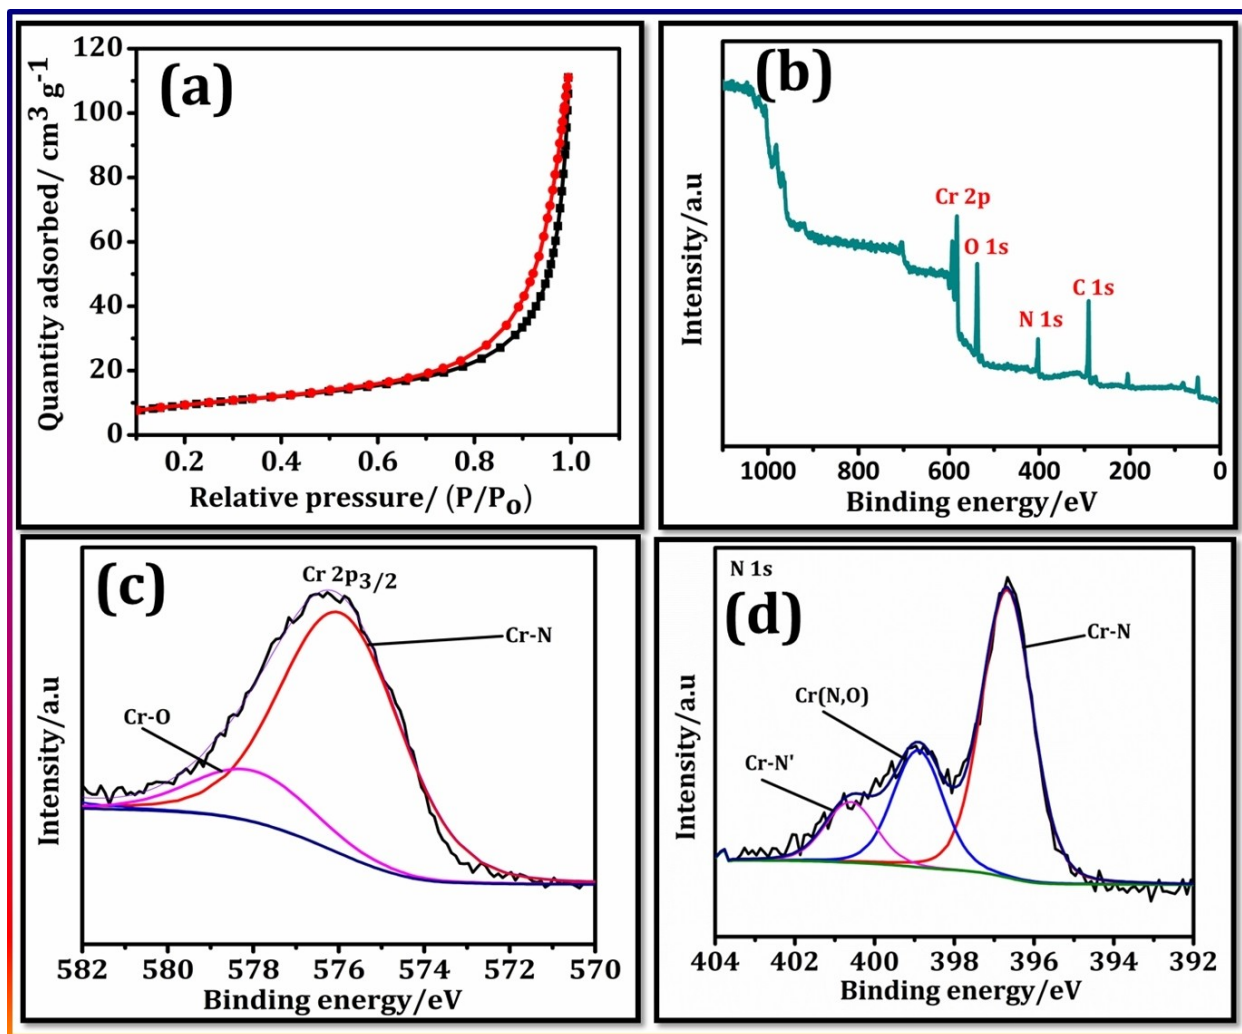 (a)
120
100
80
60
40
20
0
Quantity adsorbed/ cm³ g⁻¹
0.2 0.4 0.6 0.8 1.0
Relative pressure/ (P/P₀)
(b)
Cr 2p
O 1s
N 1s
C 1s
Intensity/a.u
1000 800 600 400 200 0
Binding energy/eV
(c)
Cr 2p3/2
Cr-N
Cr-O
Intensity/a.u
582 580 578 576 574 572 570
Binding energy/eV
N 1s
(d)
Cr-N
Cr(N,O)
Cr-N'
Intensity/a.u
404 402 400 398 396 394 392
Binding energy/eV